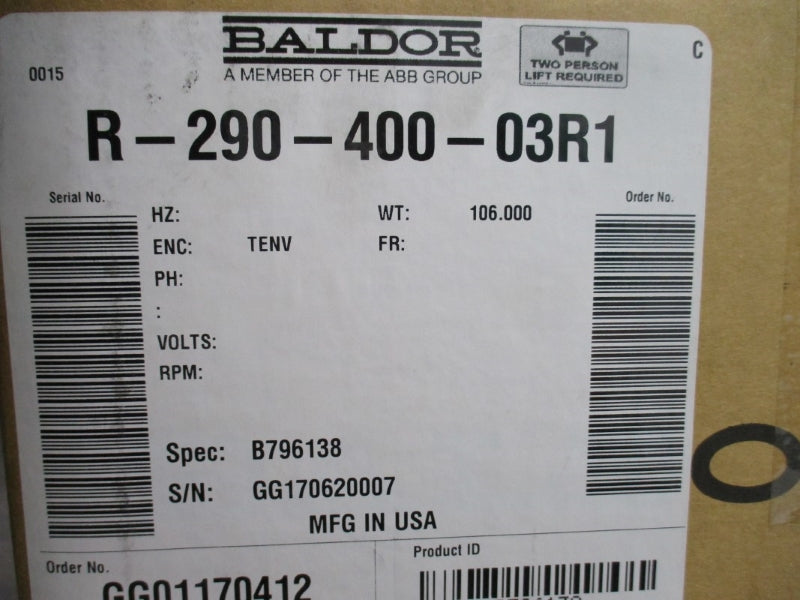 0015
BALDOR
A MEMBER OF THE ABB GROUP
TWO PERSON
LIFT REQUIRED
C
R-290-400-03R1
Serial No.
Order No.
HZ:
WT: 106.000
ENC: TENV
FR:
PH:
:
VOLTS:
RPM:
Spec: B796138
S/N: GG170620007
MFG IN USA
Order No.
GG01170412
Product ID